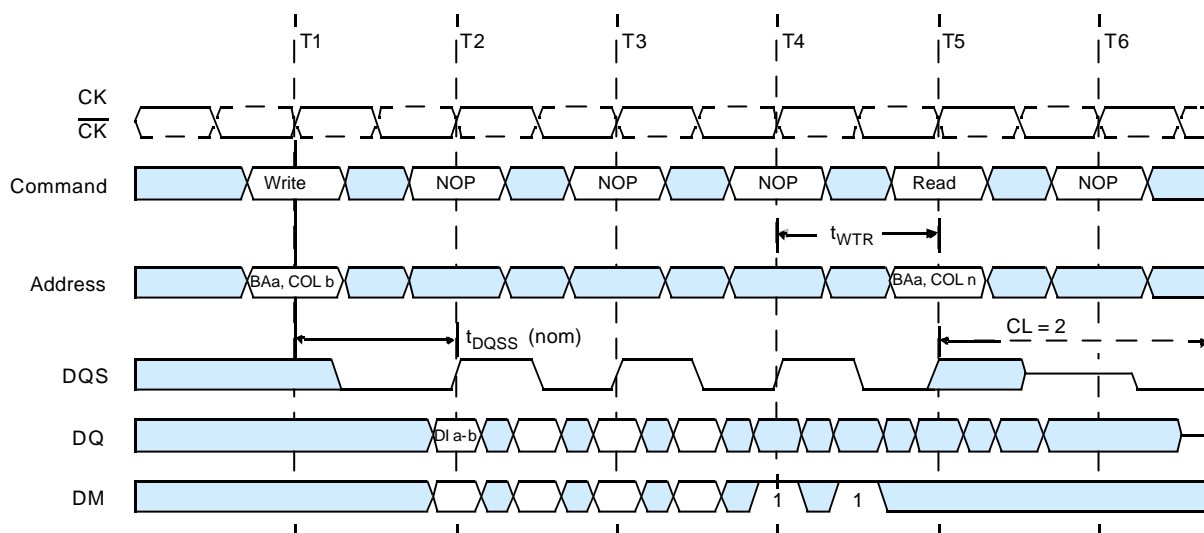 T1 T2 T3 T4 T5 T6
CK
CK
Command Write NOP NOP NOP Read NOP
tWTR
Address BAa, COL b BAa, COL n
tDQSS (nom) CL = 2
DQS
DQ DI a-b
DM 1 1